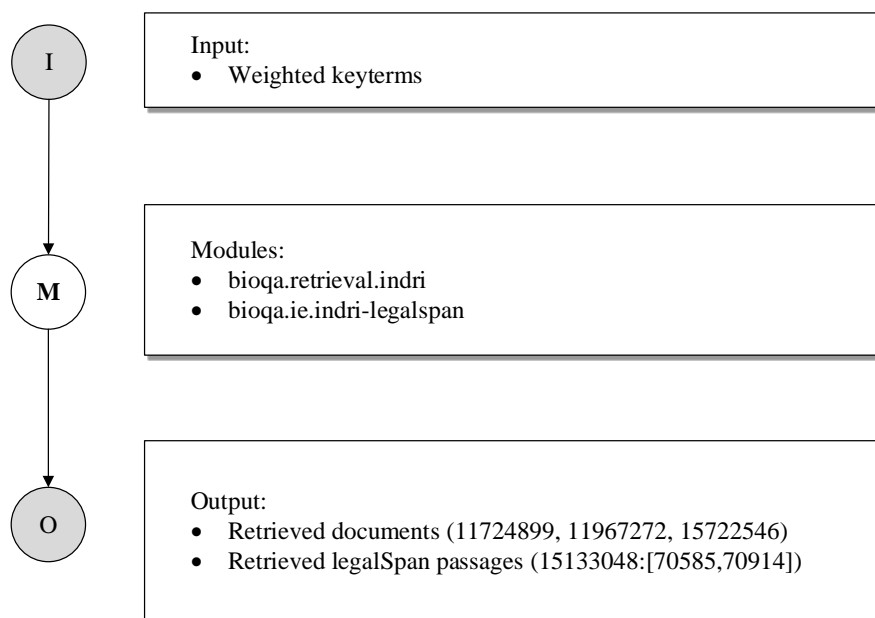 I
Input:
• Weighted keyterms
M
Modules:
• bioqa.retrieval.indri
• bioqa.ie.indri-legalspan
O
Output:
• Retrieved documents (11724899, 11967272, 15722546)
• Retrieved legalSpan passages (15133048:[70585,70914])